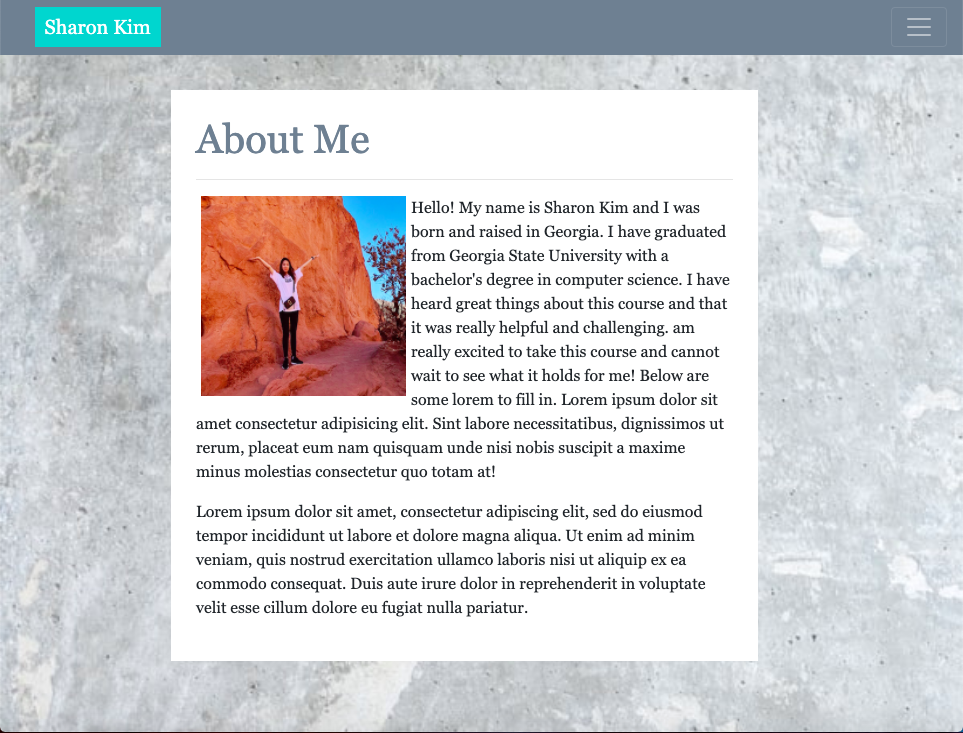 Sharon Kim
About Me
Hello! My name is Sharon Kim and I was
born and raised in Georgia. I have graduated
from Georgia State University with a
bachelor's degree in computer science. I have
heard great things about this course and that
it was really helpful and challenging. am
really excited to take this course and cannot
wait to see what it holds for me! Below are
some lorem to fill in. Lorem ipsum dolor sit
amet consectetur adipisicing elit. Sint labore necessitatibus, dignissimos ut
rerum, placeat eum nam quisquam unde nisi nobis suscipit a maxime
minus molestias consectetur quo totam at!
Lorem ipsum dolor sit amet, consectetur adipiscing elit, sed do eiusmod
tempor incididunt ut labore et dolore magna aliqua. Ut enim ad minim
veniam, quis nostrud exercitation ullamco laboris nisi ut aliquip ex ea
commodo consequat. Duis aute irure dolor in reprehenderit in voluptate
velit esse cillum dolore eu fugiat nulla pariatur.